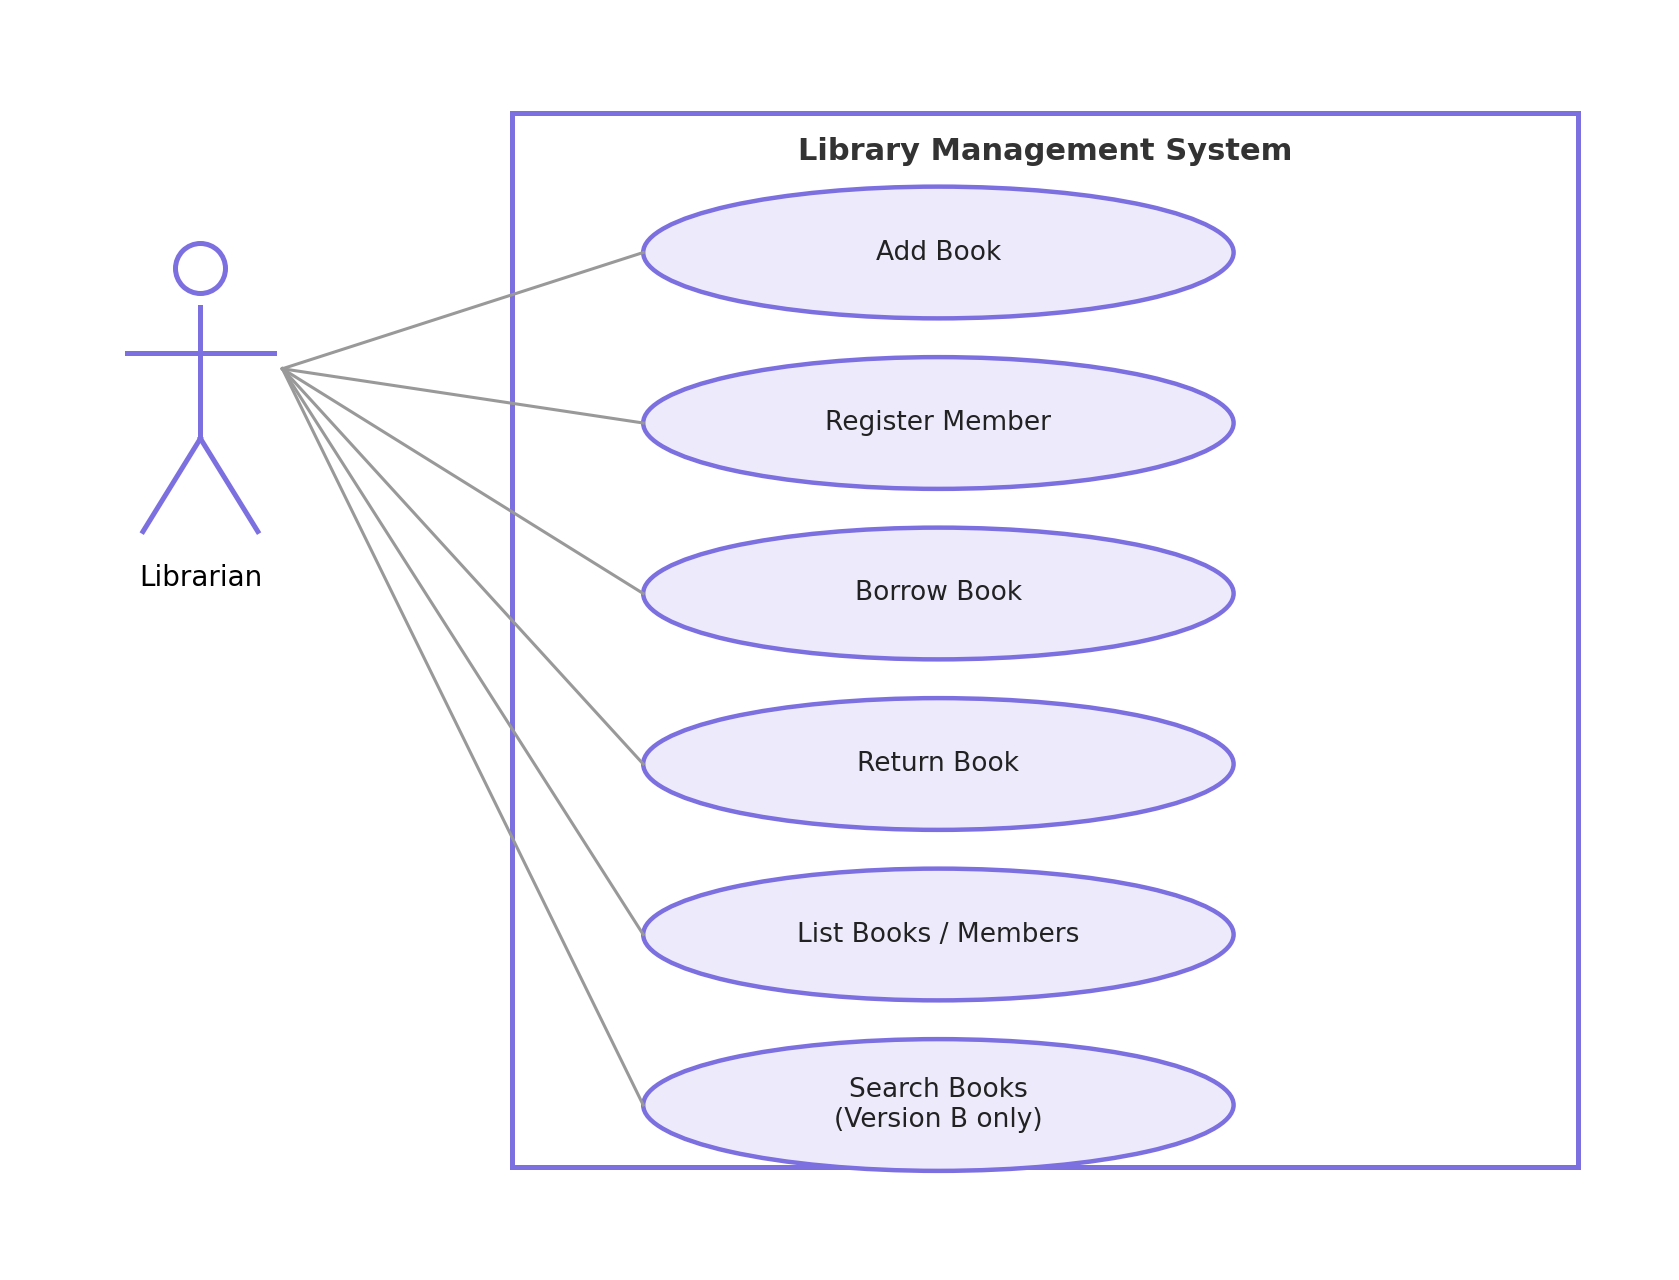 Library Management System
Add Book
Register Member
Borrow Book
Librarian
Return Book
List Books / Members
Search Books
(Version B only)